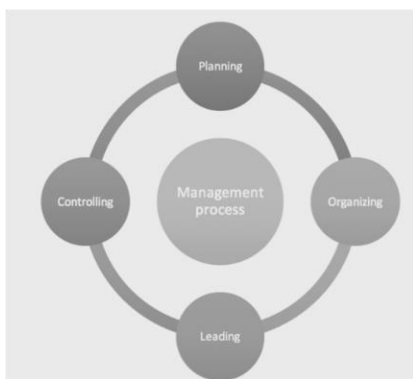 Planning
Controlling
Management
process
Organizing
Leading